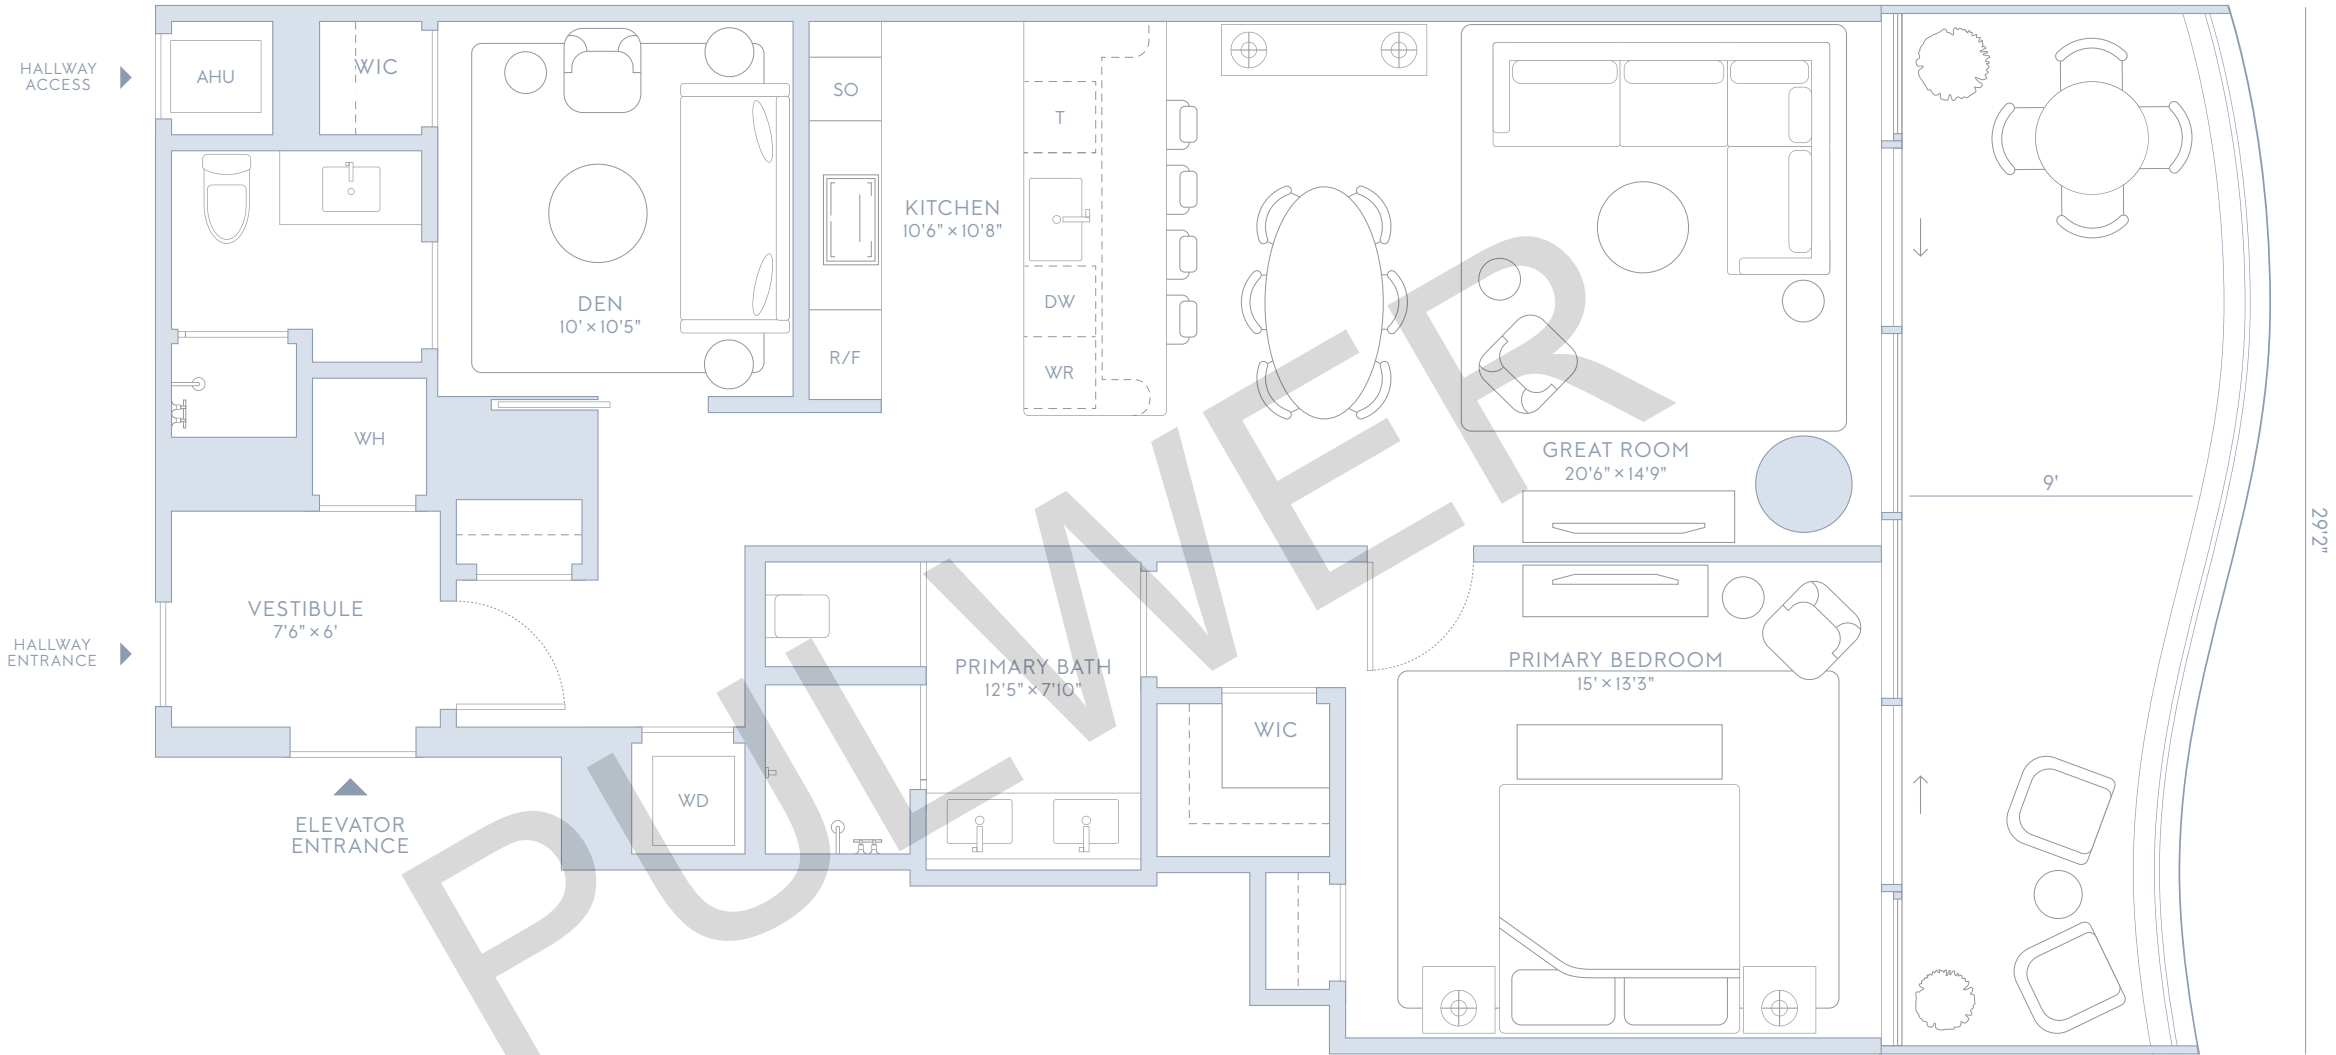 HALLWAY
ACCESS
AHU
WIC
SO
T
KITCHEN
10'6" × 10'8"
DEN
10' × 10'5"
DW
R/F
WR
WH
GREAT ROOM
20'6" × 14'9"
9'
29'2"
VESTIBULE
7'6" × 6'
HALLWAY
ENTRANCE
PRIMARY BATH
12'5" × 7'10"
PRIMARY BEDROOM
15' × 13'3"
WIC
WD
ELEVATOR
ENTRANCE
PULWER